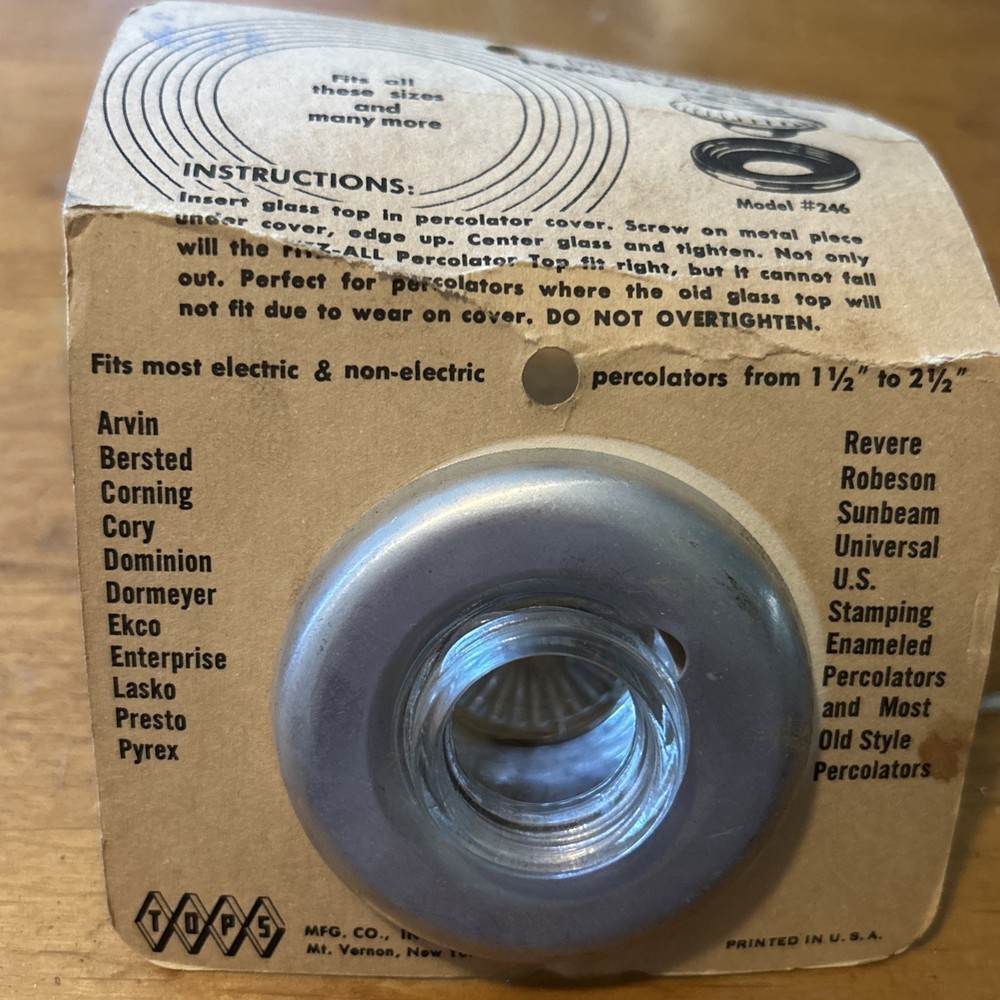 Fits all
these sizes
and
many more
Model #246
INSTRUCTIONS:
Insert glass top in percolator cover. Screw on metal piece
under cover, edge up. Center glass and tighten. Not only
will the FITZ-ALL Percolator Top fit right, but it cannot fall
out. Perfect for percolators where the old glass top will
not fit due to wear on cover. DO NOT OVERTIGHTEN.
Fits most electric & non-electric percolators from 1½" to 2½"
Arvin
Bersted
Corning
Cory
Dominion
Dormeyer
Ekco
Enterprise
Lasko
Presto
Pyrex
Revere
Robeson
Sunbeam
Universal
U.S.
Stamping
Enameled
Percolators
and Most
Old Style
Percolators
TOPS
MFG. CO.,
Mt. Vernon, New
PRINTED IN U.S.A.